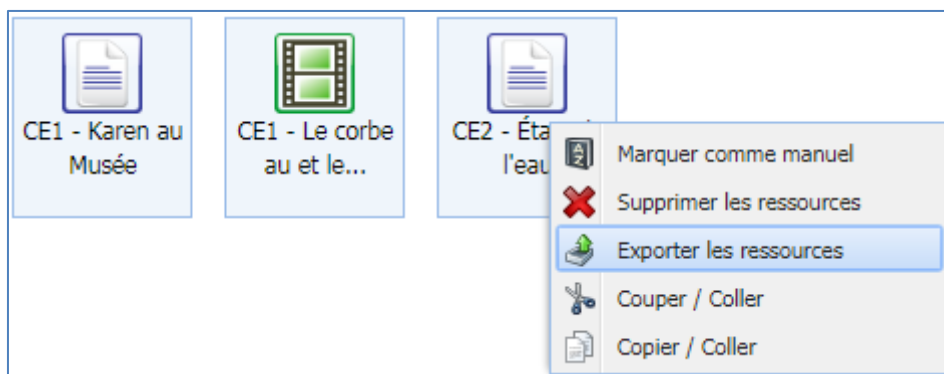 CE1 - Karen au
Musée
CE1 - Le corbe
au et le...
CE2 - Éta
l'eau
Marquer comme manuel
Supprimer les ressources
Exporter les ressources
Couper / Coller
Copier / Coller